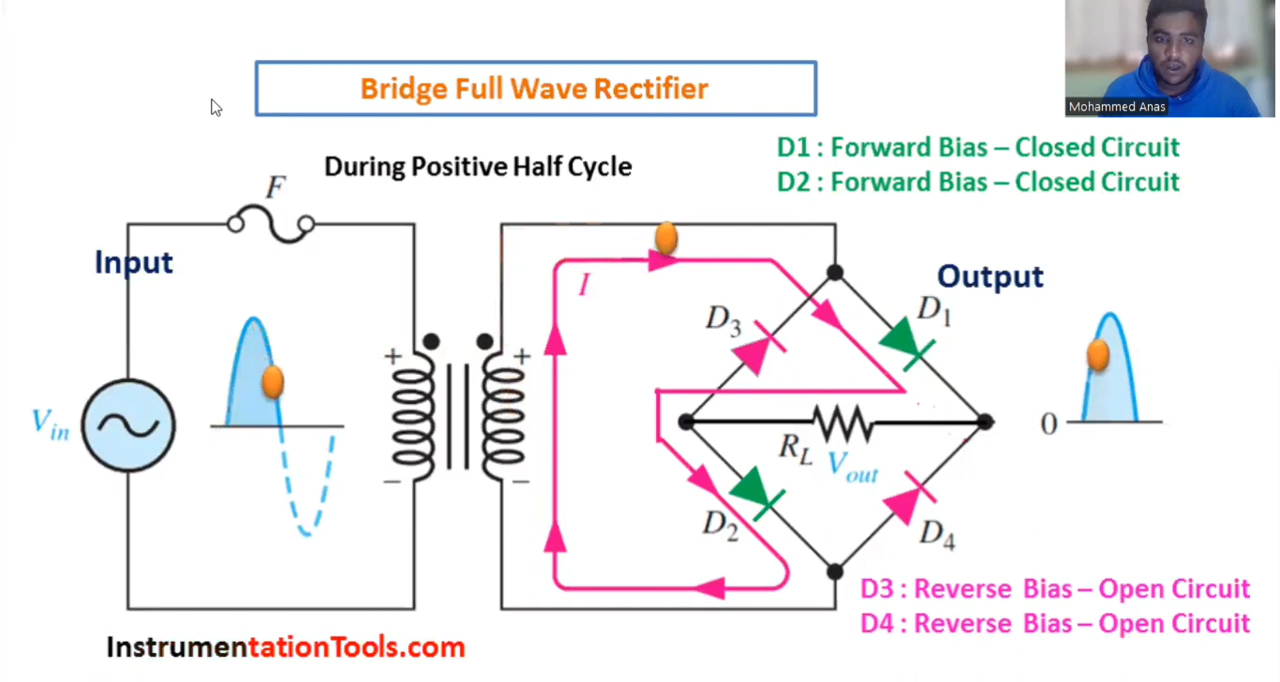 Mohammed Anas
Bridge Full Wave Rectifier
During Positive Half Cycle
D1 : Forward Bias – Closed Circuit
D2 : Forward Bias – Closed Circuit
F
Input
I
Output
D3
D1
+
+
Vin
0
RL
Vout
–
–
D2
D4
D3 : Reverse Bias – Open Circuit
D4 : Reverse Bias – Open Circuit
InstrumentationTools.com